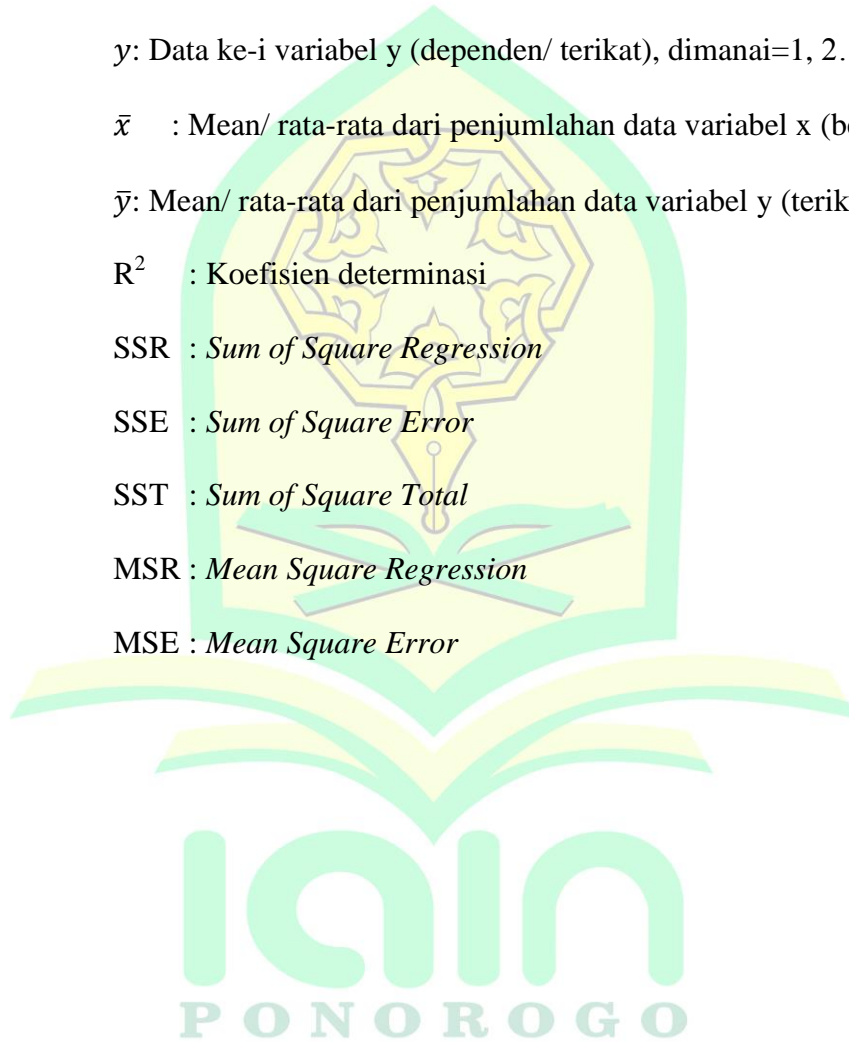 𝑦: Data ke-i variabel y (dependen/ terikat), dimanai=1, 2.
x̄ : Mean/ rata-rata dari penjumlahan data variabel x
ȳ: Mean/ rata-rata dari penjumlahan data variabel y
R² : Koefisien determinasi
SSR : Sum of Square Regression
SSE : Sum of Square Error
SST : Sum of Square Total
MSR : Mean Square Regression
MSE : Mean Square Error
iain
PONOROGO